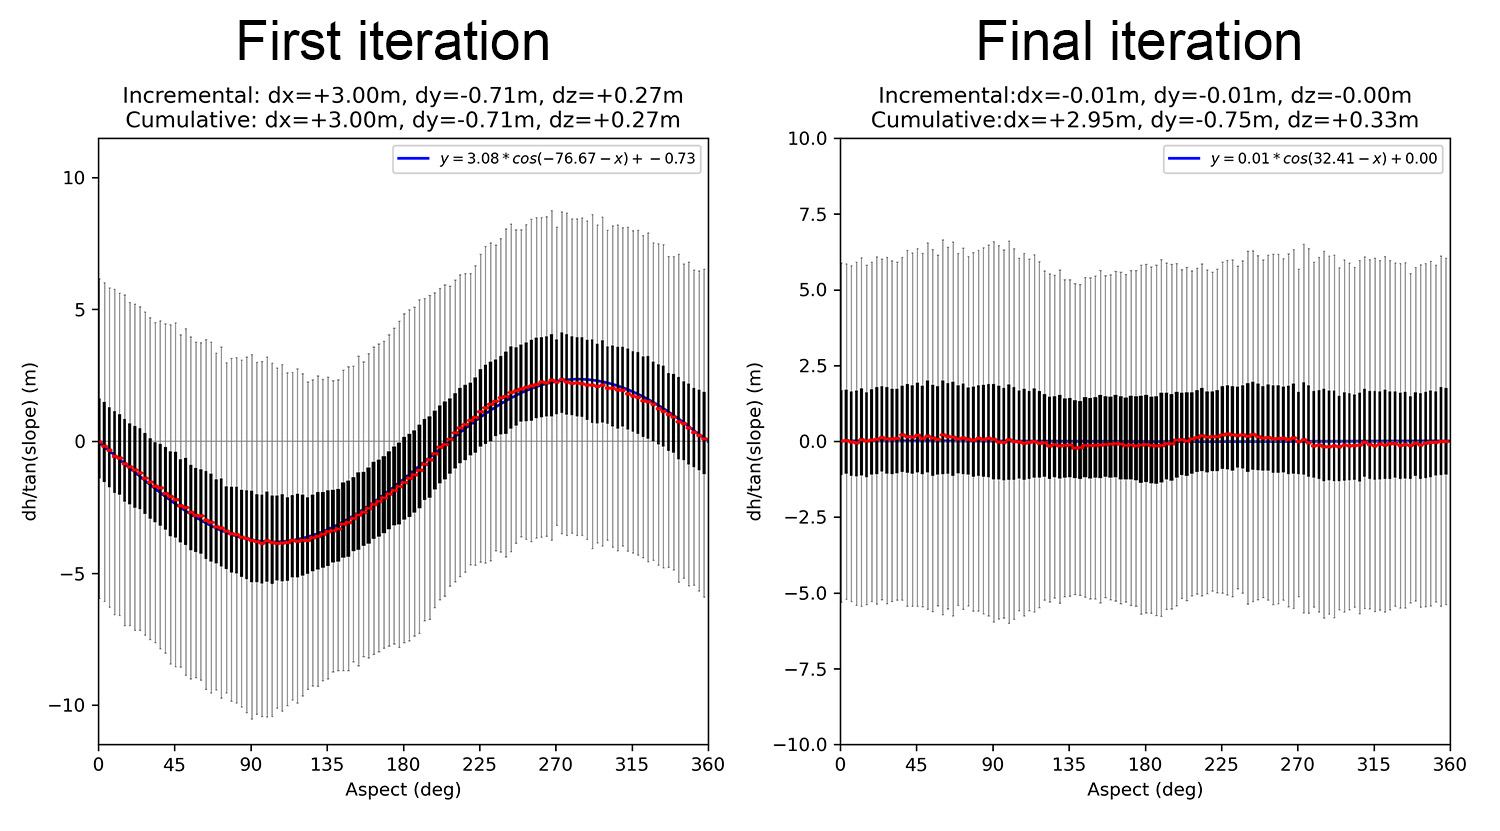 First iteration
Incremental: dx=+3.00m, dy=-0.71m, dz=+0.27m
Cumulative: dx=+3.00m, dy=-0.71m, dz=+0.27m
y = 3.08 * cos(−76.67 − x) + −0.73
10
5
0
−5
−10
dh/tan(slope) (m)
0 45 90 135 180 225 270 315 360
Aspect (deg)
Final iteration
Incremental:dx=-0.01m, dy=-0.01m, dz=-0.00m
Cumulative:dx=+2.95m, dy=-0.75m, dz=+0.33m
y = 0.01 * cos(32.41 − x) + 0.00
10.0
7.5
5.0
2.5
0.0
−2.5
−5.0
−7.5
−10.0
dh/tan(slope) (m)
0 45 90 135 180 225 270 315 360
Aspect (deg)